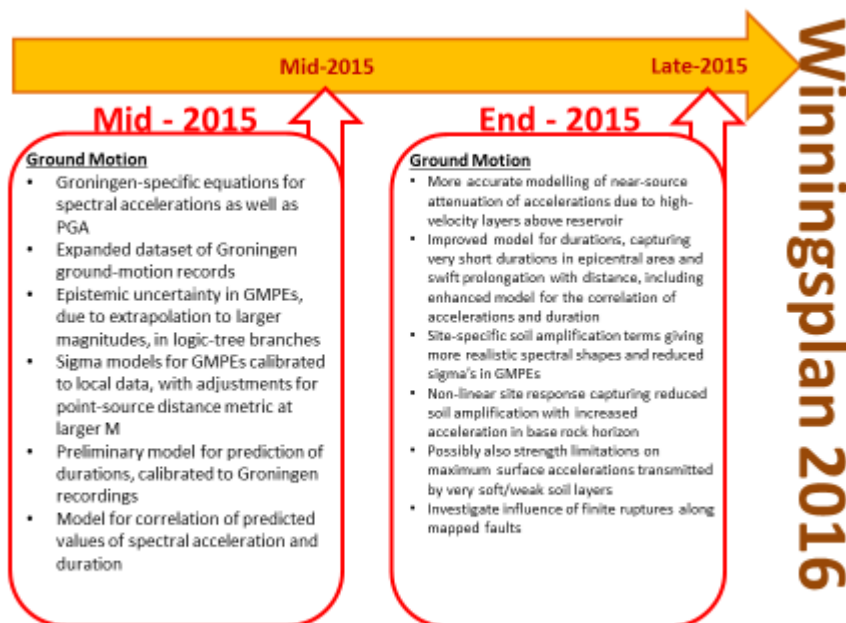 Mid-2015
Late-2015
Mid - 2015
Ground Motion
• Groningen-specific equations for
spectral accelerations as well as
PGA
• Expanded dataset of Groningen
ground-motion records
• Epistemic uncertainty in GMPEs,
due to extrapolation to larger
magnitudes, in logic-tree branches
• Sigma models for GMPEs calibrated
to local data, with adjustments for
point-source distance metric at
larger M
• Preliminary model for prediction of
durations, calibrated to Groningen
recordings
• Model for correlation of predicted
values of spectral acceleration and
duration
End - 2015
Ground Motion
• More accurate modelling of near-source
attenuation of accelerations due to high-
velocity layers above reservoir
• Improved model for durations, capturing
very short durations in epicentral area and
swift prolongation with distance, including
enhanced model for the correlation of
accelerations and duration
• Site-specific soil amplification terms giving
more realistic spectral shapes and reduced
sigma's in GMPEs
• Non-linear site response capturing reduced
soil amplification with increased
acceleration in base rock horizon
• Possibly also strength limitations on
maximum surface accelerations transmitted
by very soft/weak soil layers
• Investigate influence of finite ruptures along
mapped faults
Winningsplan 2016